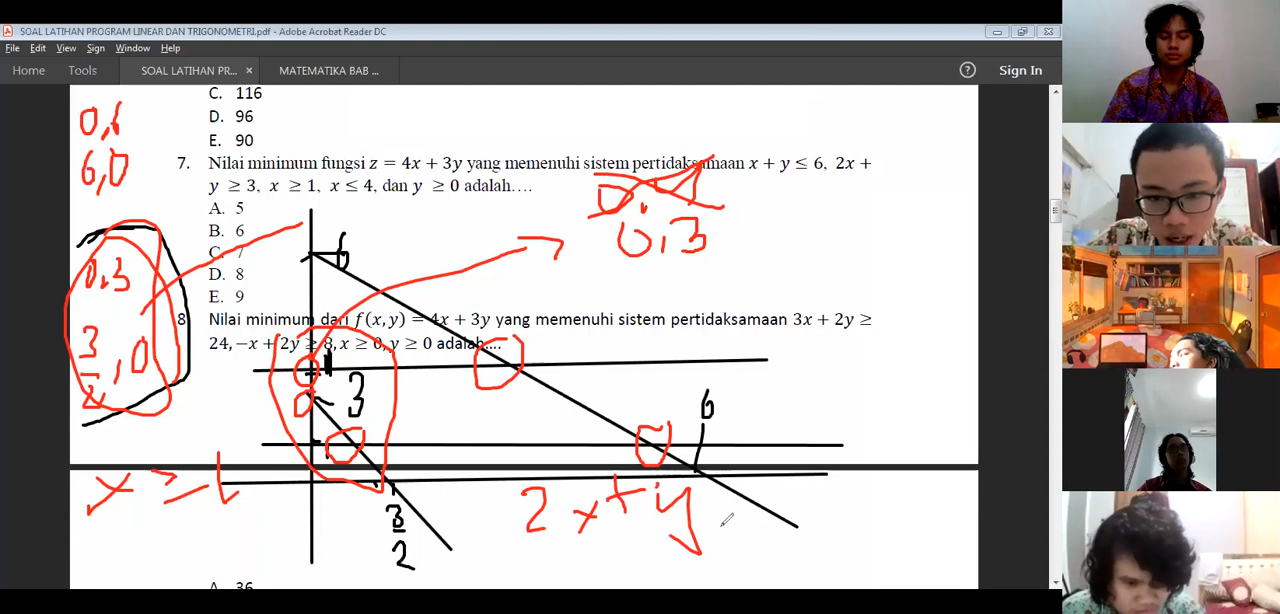 SOAL LATIHAN PROGRAM LINEAR DAN TRIGONOMETRI.pdf - Adobe Acrobat Reader DC
File Edit View Sign Window Help
Home Tools SOAL LATIHAN PR... × MATEMATIKA BAB ... ? Sign In
C. 116
D. 96
E. 90
7. Nilai minimum fungsi z = 4x + 3y yang memenuhi sistem pertidaksamaan x + y ≤ 6, 2x +
y ≥ 3, x ≥ 1, x ≤ 4, dan y ≥ 0 adalah….
A. 5
B. 6
C. 7
D. 8
E. 9
8 Nilai minimum dari f(x, y) = 4x + 3y yang memenuhi sistem pertidaksamaan 3x + 2y ≥
24, −x + 2y ≥ 8, x ≥ 0, y ≥ 0 adalah....
A. 36
0,6
6,0
0,3
3/2, 0
0,3
6
3
6
3/2
2x+y